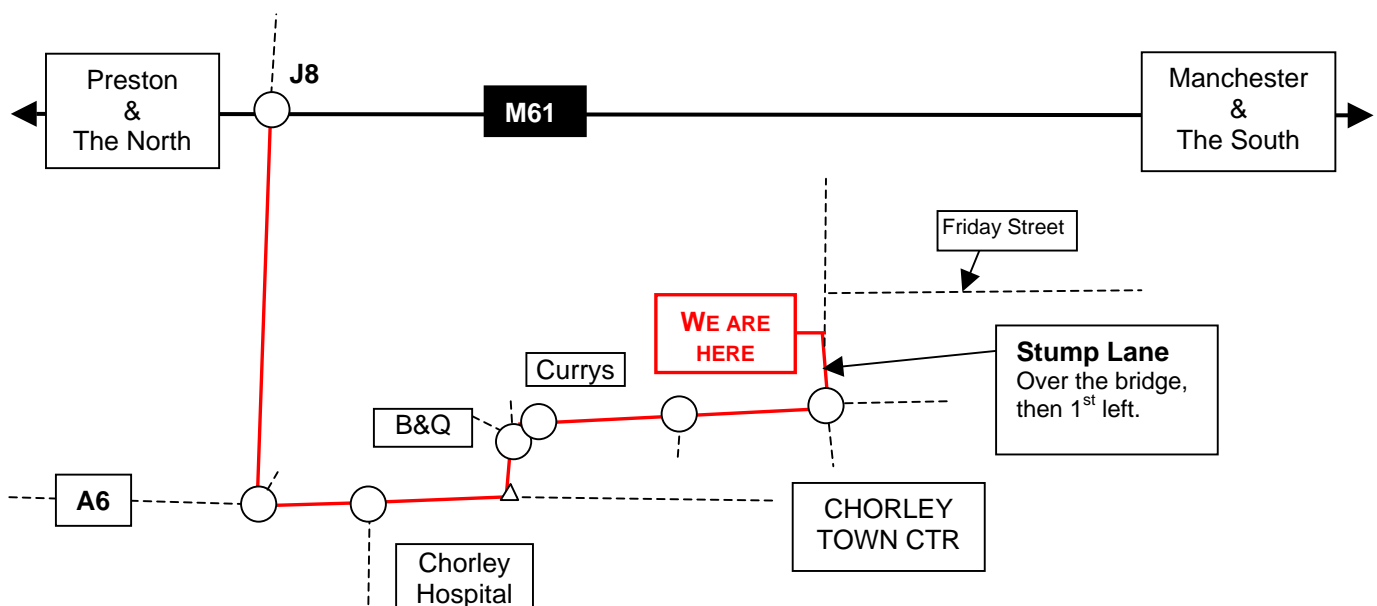 Preston
&
The North
J8
M61
Manchester
&
The South
Friday Street
WE ARE
HERE
Stump Lane
Over the bridge,
then 1st left.
Currys
B&Q
A6
CHORLEY
TOWN CTR
Chorley
Hospital